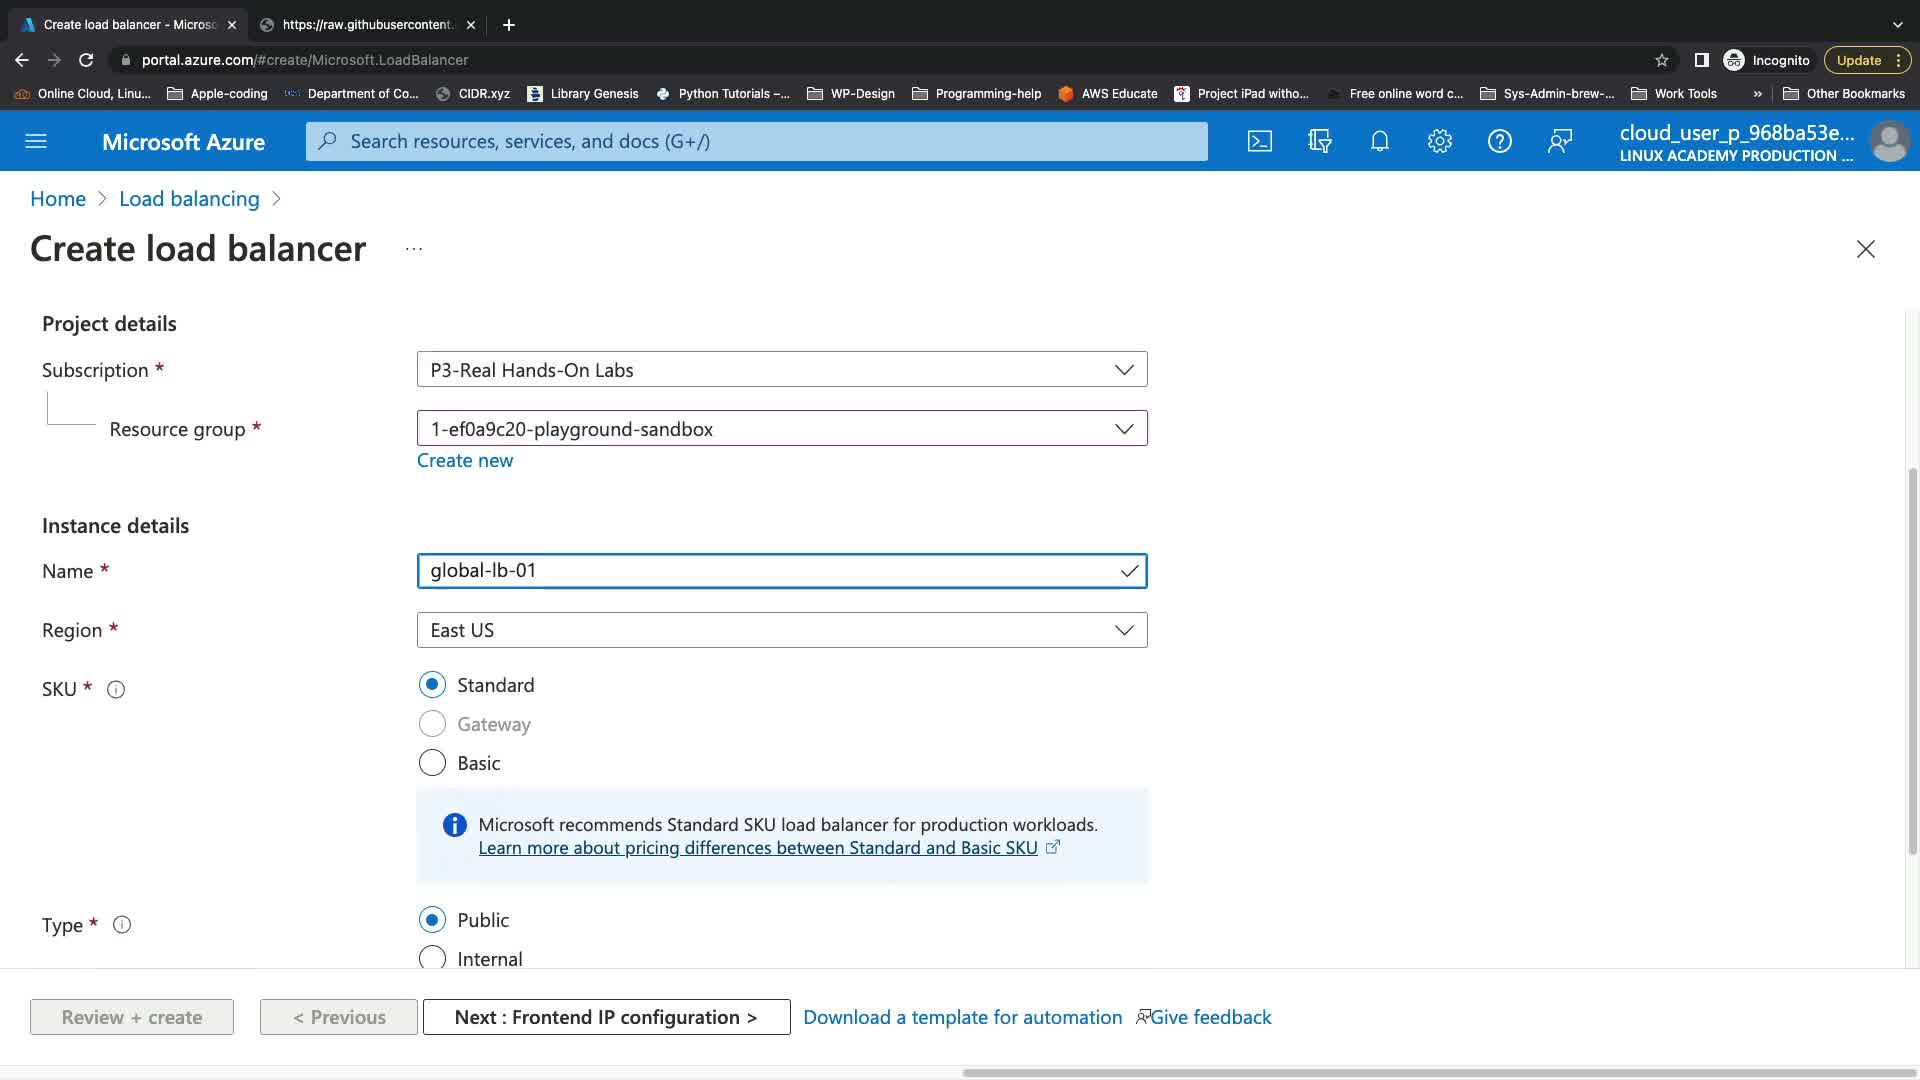 Create load balancer - Microso
https://raw.githubusercontent.
portal.azure.com/#create/Microsoft.LoadBalancer
Incognito
Update
Online Cloud, Linu...
Apple-coding
Department of Co...
CIDR.xyz
Library Genesis
Python Tutorials –...
WP-Design
Programming-help
AWS Educate
Project iPad witho...
Free online word c...
Sys-Admin-brew-...
Work Tools
»
Other Bookmarks
Microsoft Azure
Search resources, services, and docs (G+/)
cloud_user_p_968ba53e...
LINUX ACADEMY PRODUCTION ...
Home > Load balancing >
Create load balancer ...
Project details
Subscription *
P3-Real Hands-On Labs
Resource group *
1-ef0a9c20-playground-sandbox
Create new
Instance details
Name *
global-lb-01
Region *
East US
SKU *
Standard
Gateway
Basic
Microsoft recommends Standard SKU load balancer for production workloads.
Learn more about pricing differences between Standard and Basic SKU
Type *
Public
Internal
Review + create
< Previous
Next : Frontend IP configuration >
Download a template for automation
Give feedback